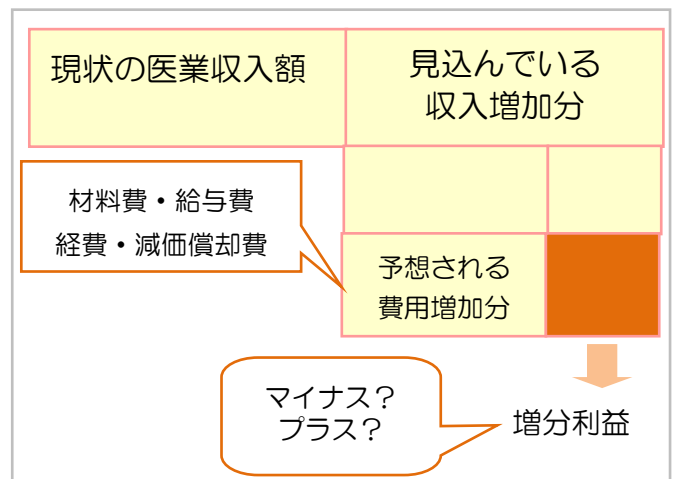 現状の医業収入額
見込んでいる
収入増加分
材料費・給与費
経費・減価償却費
予想される
費用増加分
マイナス?
プラス?
増分利益